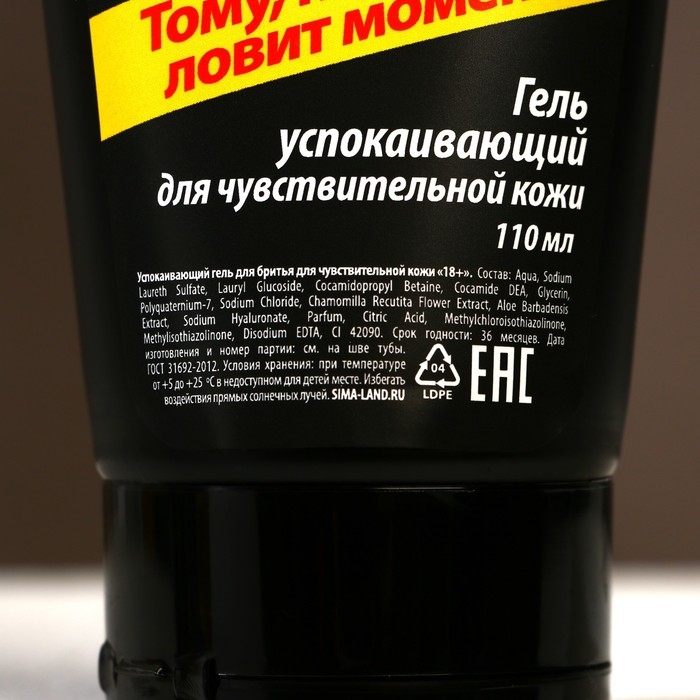 Тому,
ловит
Гель
успокаивающий
для чувствительной кожи
110 мл
Успокаивающий гель для бритья для чувствительной кожи «18+». Состав: Aqua, Sodium
Laureth Sulfate, Lauryl Glucoside, Cocamidopropyl Betaine, Cocamide DEA, Glycerin,
Polyquaternium-7, Sodium Chloride, Chamomilla Recutita Flower Extract, Aloe Barbadensis
Extract, Sodium Hyaluronate, Parfum, Citric Acid, Methylchloroisothiazolinone,
Methylisothiazolinone, Disodium EDTA, CI 42090. Срок годности: 36 месяцев. Дата
изготовления и номер партии: см. на шве тубы.
ГОСТ 31692-2012. Условия хранения: при температуре
от +5 до +25 °C в недоступном для детей месте. Избегать
воздействия прямых солнечных лучей. SIMA-LAND.RU
04
LDPE
EAC